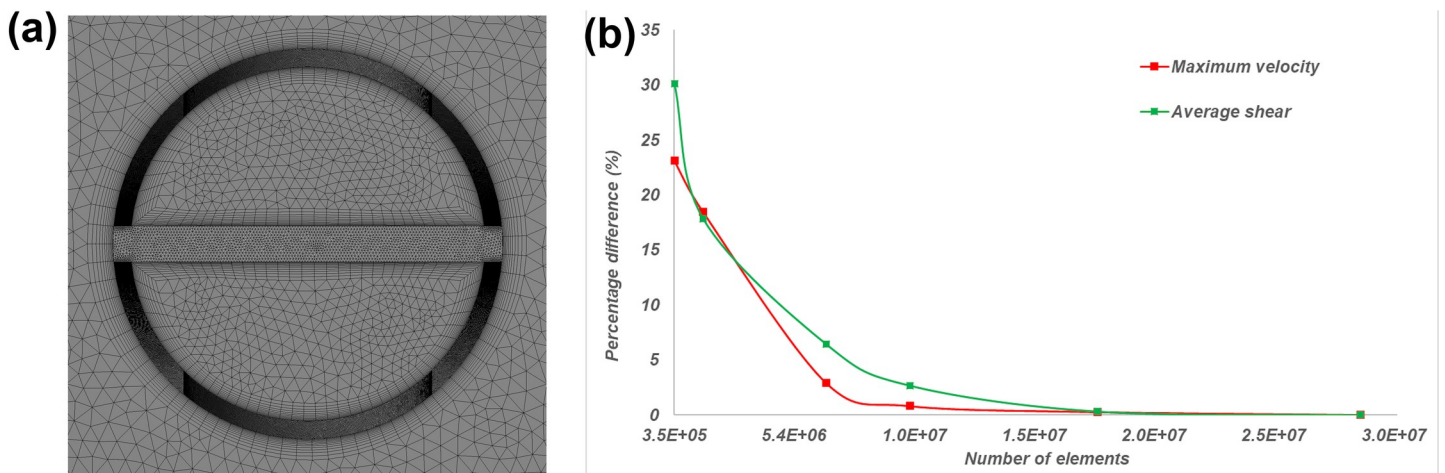 (a)
(b)
35
30
25
20
15
10
5
0
Percentage difference (%)
Maximum velocity
Average shear
3.5E+05 5.4E+06 1.0E+07 1.5E+07 2.0E+07 2.5E+07 3.0E+07
Number of elements